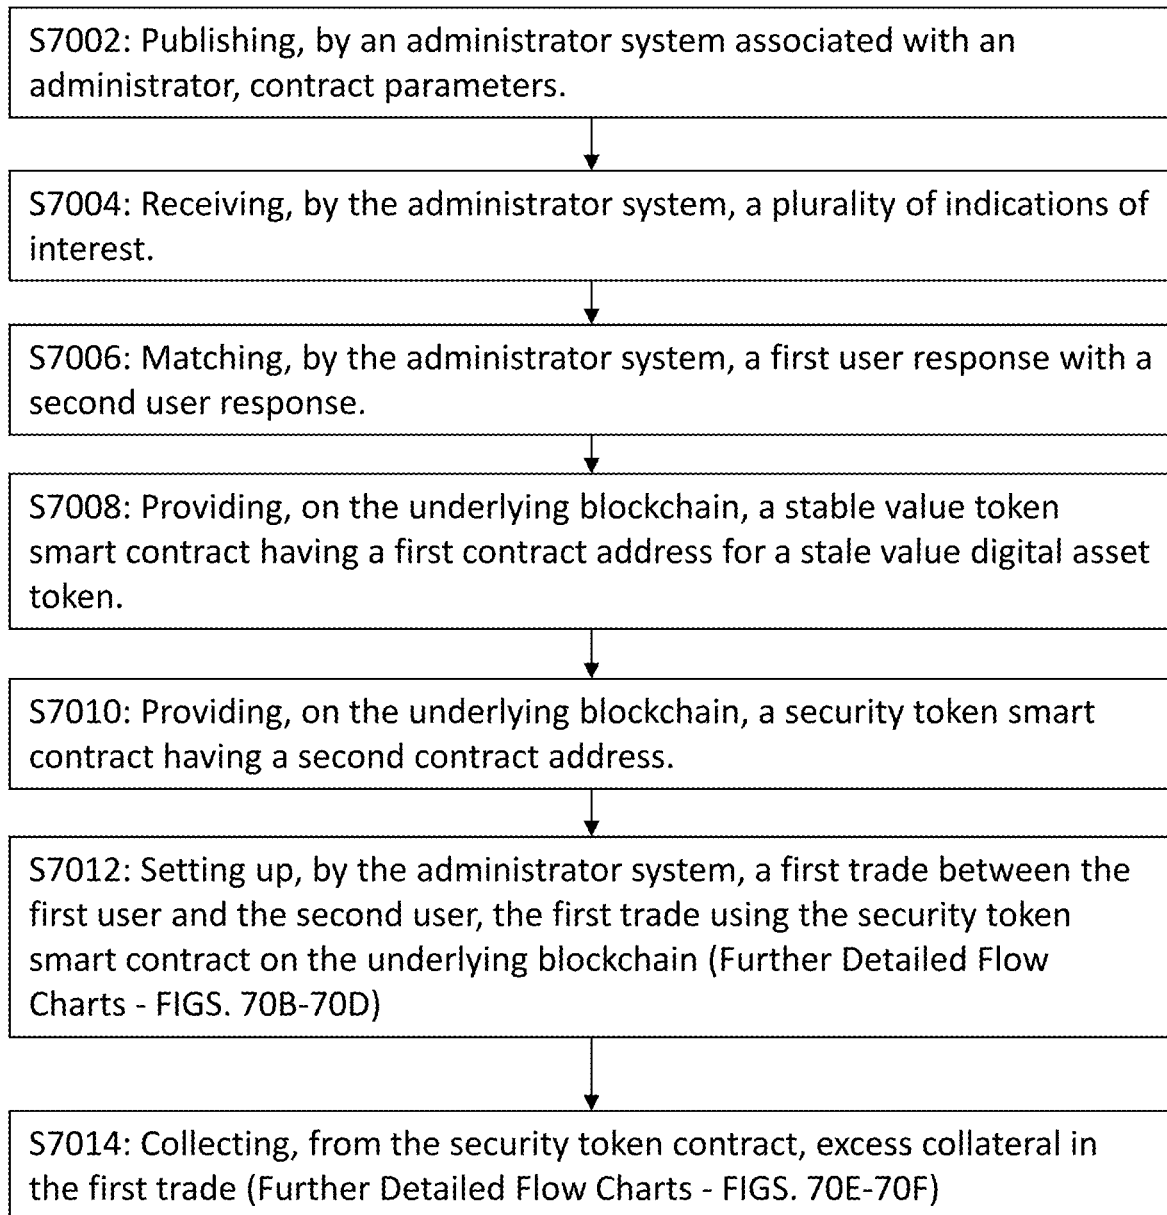 S7002: Publishing, by an administrator system associated with an
administrator, contract parameters.
S7004: Receiving, by the administrator system, a plurality of indications of
interest.
S7006: Matching, by the administrator system, a first user response with a
second user response.
S7008: Providing, on the underlying blockchain, a stable value token
smart contract having a first contract address for a stale value digital asset
token.
S7010: Providing, on the underlying blockchain, a security token smart
contract having a second contract address.
S7012: Setting up, by the administrator system, a first trade between the
first user and the second user, the first trade using the security token
smart contract on the underlying blockchain (Further Detailed Flow
Charts - FIGS. 70B-70D)
S7014: Collecting, from the security token contract, excess collateral in
the first trade (Further Detailed Flow Charts - FIGS. 70E-70F)